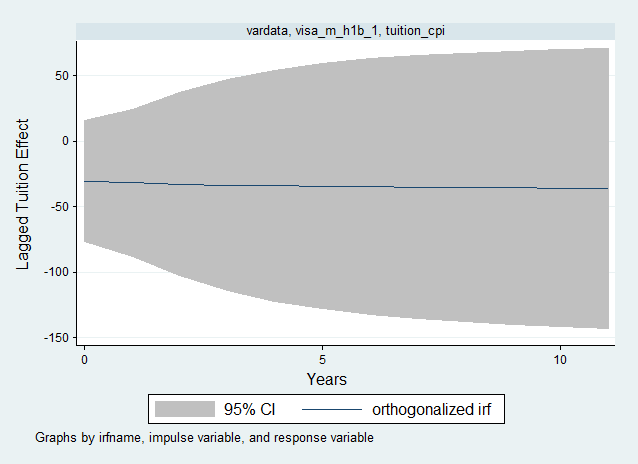 vardata, visa_m_h1b_1, tuition_cpi
50
0
-50
-100
-150
Lagged Tuition Effect
0 5 10
Years
95% CI orthogonalized irf
Graphs by irfname, impulse variable, and response variable